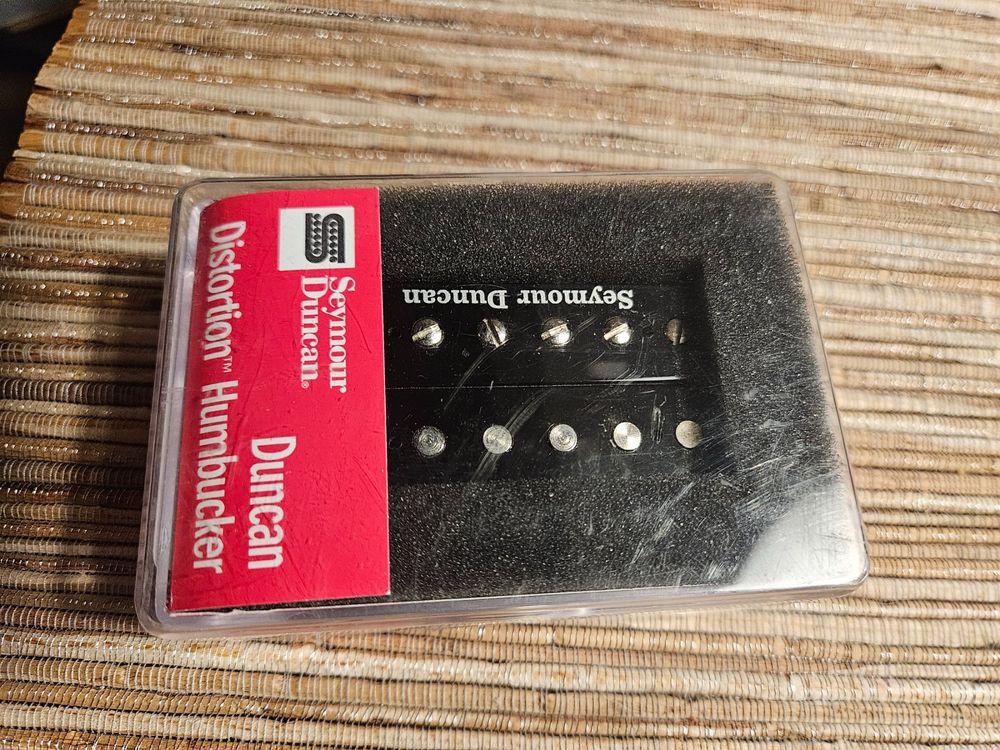 Seymour
Duncan®
Duncan
Distortion™ Humbucker
Seymour Duncan